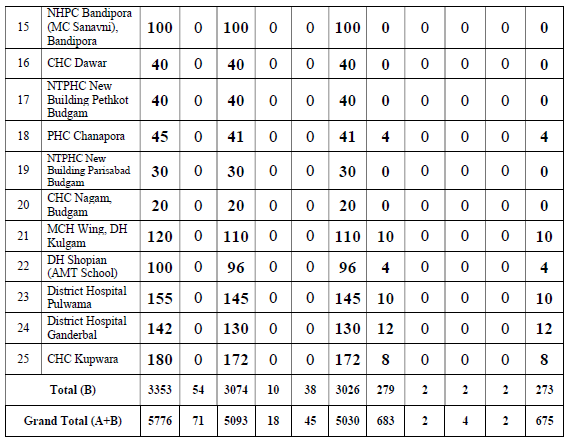 15 NHPC Bandipora (MC Sanavni), Bandipora 100 0 100 0 0 100 0 0 0 0 0
16 CHC Dawar 40 0 40 0 0 40 0 0 0 0 0
17 NTPHC New Building Pethkot Budgam 40 0 40 0 0 40 0 0 0 0 0
18 PHC Chanapora 45 0 41 0 0 41 4 0 0 0 4
19 NTPHC New Building Parisabad Budgam 30 0 30 0 0 30 0 0 0 0 0
20 CHC Nagam, Budgam 20 0 20 0 0 20 0 0 0 0 0
21 MCH Wing, DH Kulgam 120 0 110 0 0 110 10 0 0 0 10
22 DH Shopian (AMT School) 100 0 96 0 0 96 4 0 0 0 4
23 District Hospital Pulwama 155 0 145 0 0 145 10 0 0 0 10
24 District Hospital Ganderbal 142 0 130 0 0 130 12 0 0 0 12
25 CHC Kupwara 180 0 172 0 0 172 8 0 0 0 8
Total (B) 3353 54 3074 10 38 3026 279 2 2 2 273
Grand Total (A+B) 5776 71 5093 18 45 5030 683 2 4 2 675